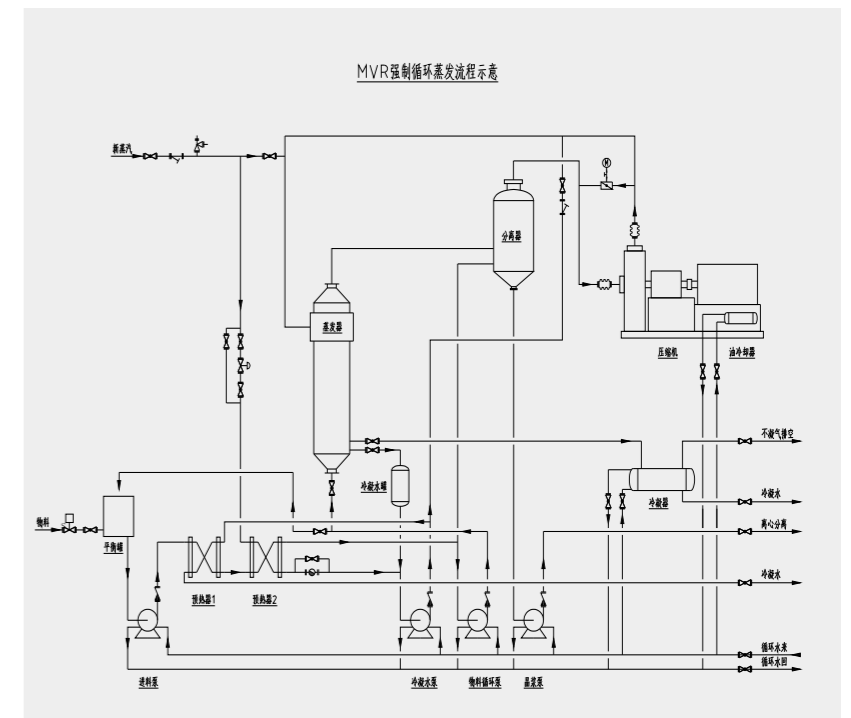 MVR强制循环蒸发流程示意
新蒸汽
M
分离器
蒸发器
压缩机
油冷却器
不凝气排空
冷凝水罐
冷凝器
冷凝水
物料
离心分离
平衡罐
冷凝水
预热器1
预热器2
循环水来
循环水回
进料泵
冷凝水泵
物料循环泵
晶浆泵